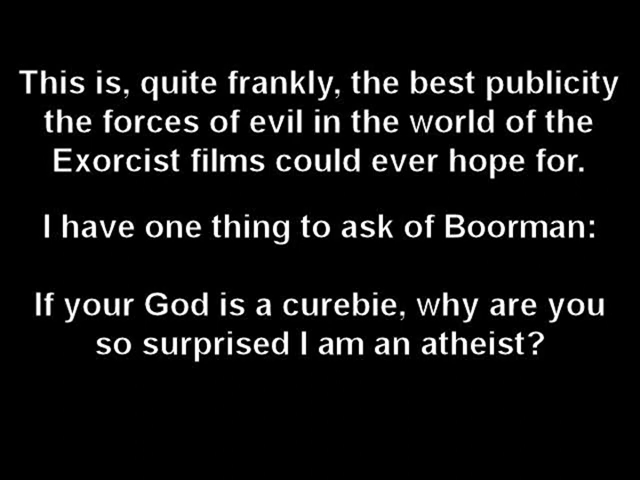 This is, quite frankly, the best publicity
the forces of evil in the world of the
Exorcist films could ever hope for.
I have one thing to ask of Boorman:
If your God is a curebie, why are you
so surprised I am an atheist?